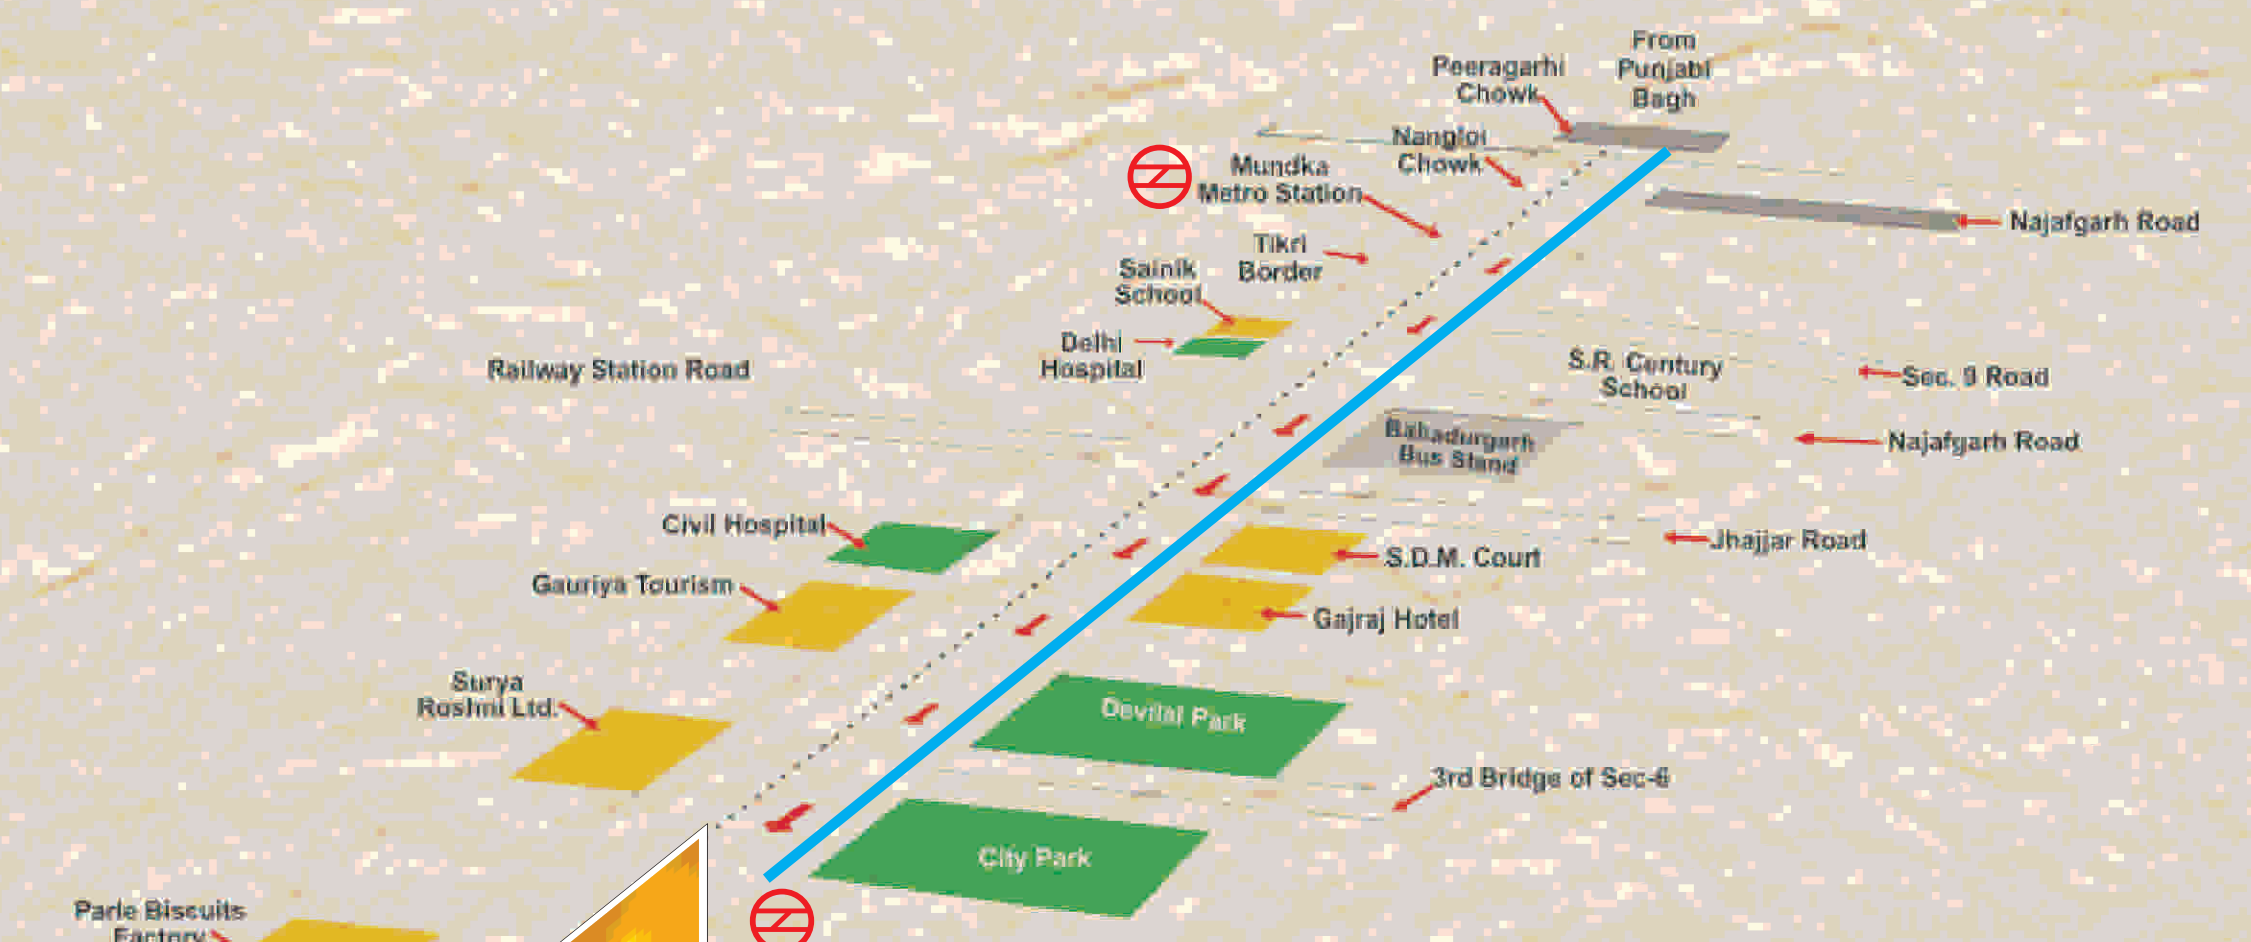 From
Punjabi
Bagh
Peeragarhi
Chowk
Nangloi
Chowk
Mundka
Metro Station
Najafgarh Road
Tikri
Border
Sainik
School
Delhi
Hospital
Railway Station Road
S.R. Century
School
Sec. 9 Road
Bahadurgarh
Bus Stand
Najafgarh Road
Civil Hospital
Jhajjar Road
S.D.M. Court
Gauriya Tourism
Gajraj Hotel
Surya
Roshni Ltd.
Devilal Park
3rd Bridge of Sec-6
City Park
Parle Biscuits
Factory